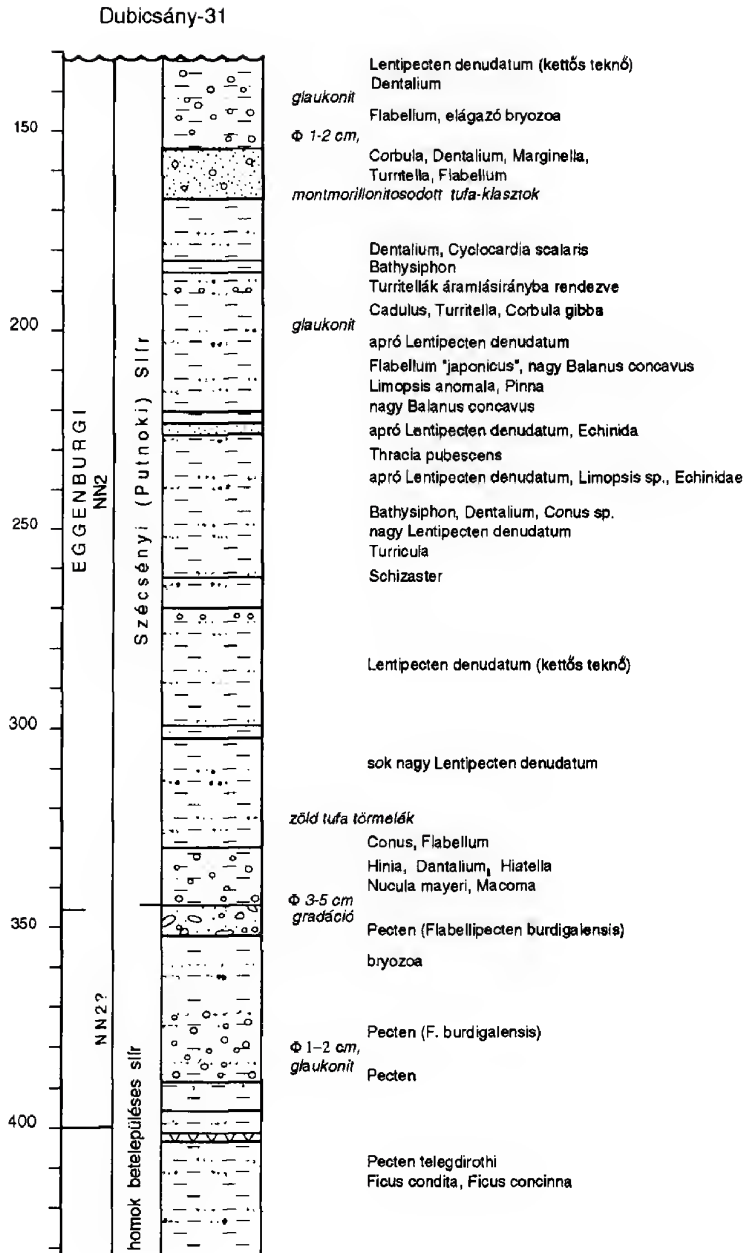 Dubicsány-31
Lentipecten denudatum (kettős teknő)
Dentalium
glaukonit
Flabellum, elágazó bryozoa
150
Φ 1-2 cm,
Corbula, Dentalium, Marginella,
Turritella, Flabellum
montmorillonitosodott tufa-klasztok
Dentalium, Cyclocardia scalaris
Bathysiphon
Turritellák áramlásirányba rendezve
Cadulus, Turritella, Corbula gibba
200
glaukonit
apró Lentipecten denudatum
Flabellum "japonicus", nagy Balanus concavus
Limopsis anomala, Pinna
nagy Balanus concavus
apró Lentipecten denudatum, Echinida
Thracia pubescens
apró Lentipecten denudatum, Limopsis sp., Echinidae
EGGENBURGI
NN2
Szécsényi (Putnoki) Slír
Bathysiphon, Dentalium, Conus sp.
250
nagy Lentipecten denudatum
Turricula
Schizaster
Lentipecten denudatum (kettős teknő)
300
sok nagy Lentipecten denudatum
zöld tufa törmelák
Conus, Flabellum
Hinia, Dantalium, Hiatella
Nucula mayeri, Macoma
Φ 3-5 cm
gradáció
350
Pecten (Flabellipecten burdigalensis)
bryozoa
NN2?
Pecten (F. burdigalensis)
Φ 1–2 cm,
glaukonit
Pecten
400
homok betelepüléses slír
Pecten telegdirothi
Ficus condita, Ficus concinna